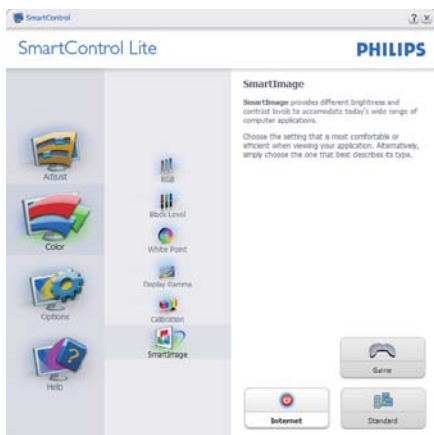 SmartControl
SmartControl Lite
PHILIPS
Adjust
Color
Options
Help
RGB
Black Level
White Point
Display Gamma
Calibration
SmartImage
SmartImage
SmartImage provides different brightness and
contrast levels to accomodate today's wide range of
computer applications.
Choose the setting that is most comfortable or
efficient when viewing your application. Alternatively,
simply choose the one that best describes its type.
Game
Internet
Standard